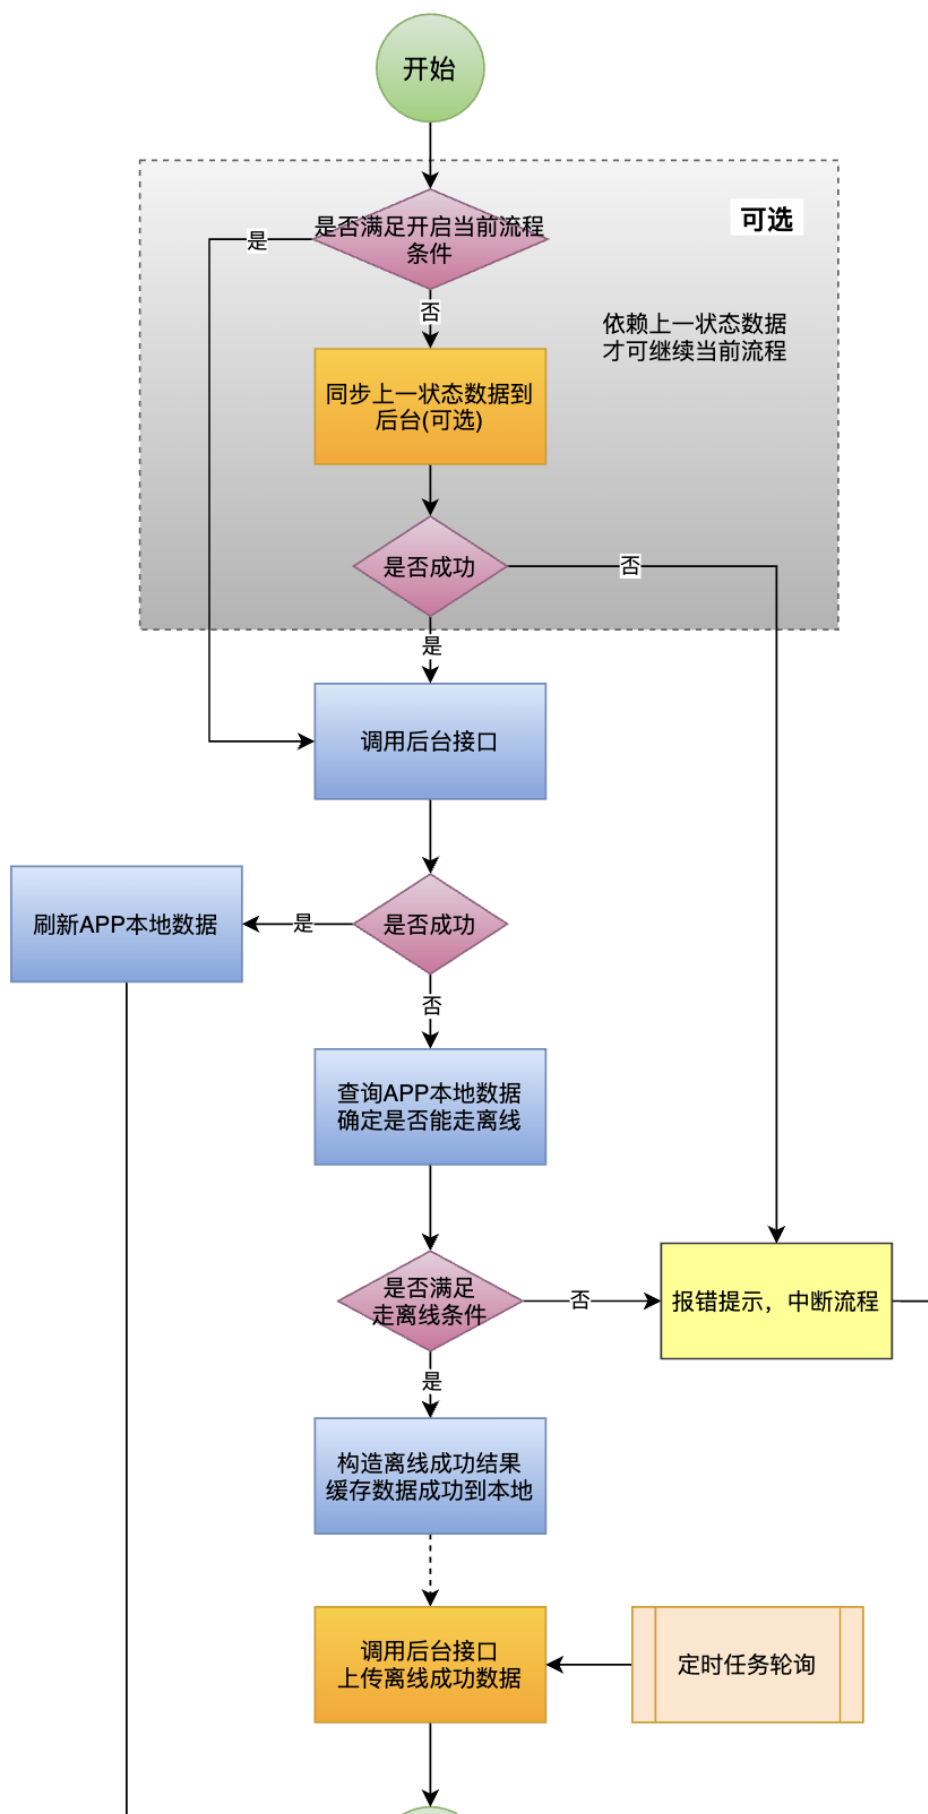 开始
可选
是否满足开启当前流程
条件
是
否
依赖上一状态数据
才可继续当前流程
同步上一状态数据到
后台(可选)
是否成功
否
是
调用后台接口
刷新APP本地数据
是
是否成功
否
查询APP本地数据
确定是否能走离线
是否满足
走离线条件
否
报错提示，中断流程
是
构造离线成功结果
缓存数据成功到本地
调用后台接口
上传离线成功数据
定时任务轮询